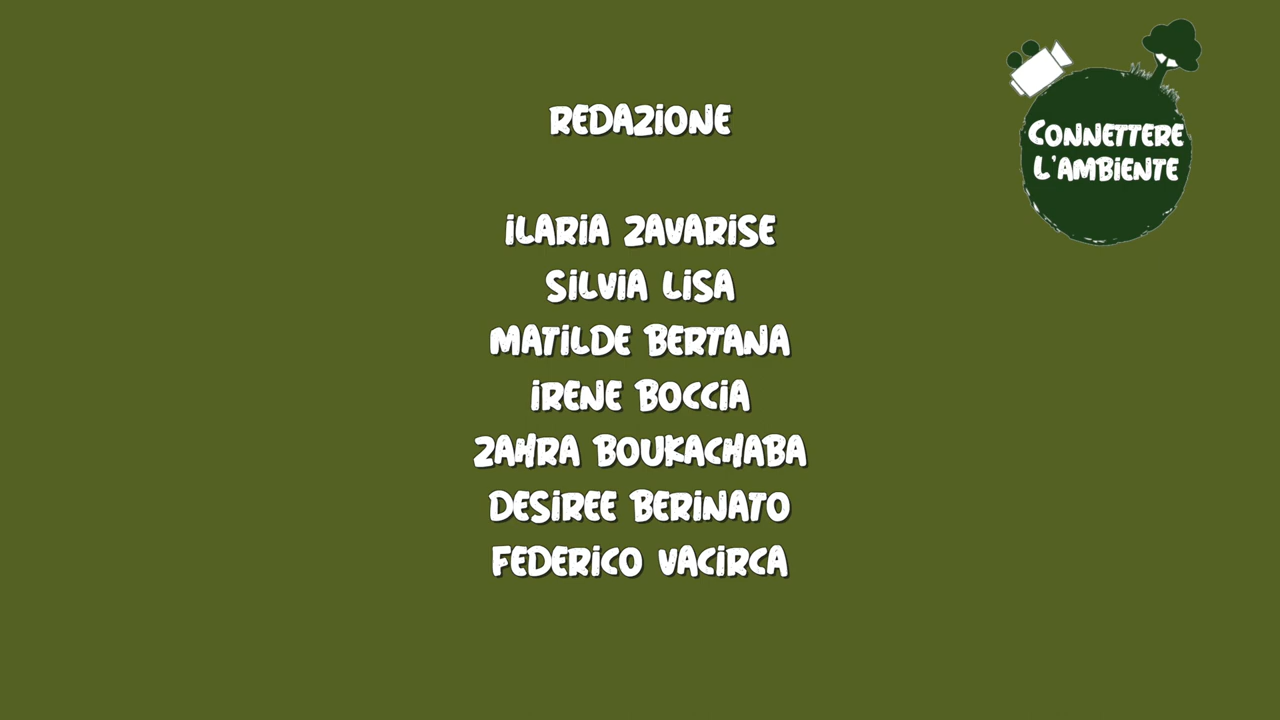 REDAZIONE
ILARIA ZAVARISE
SILVIA LISA
MATILDE BERTANA
IRENE BOCCIA
ZAHRA BOUKACHABA
DESIREE BERINATO
FEDERICO VACIRCA
CONNETTERE
L'AMBIENTE